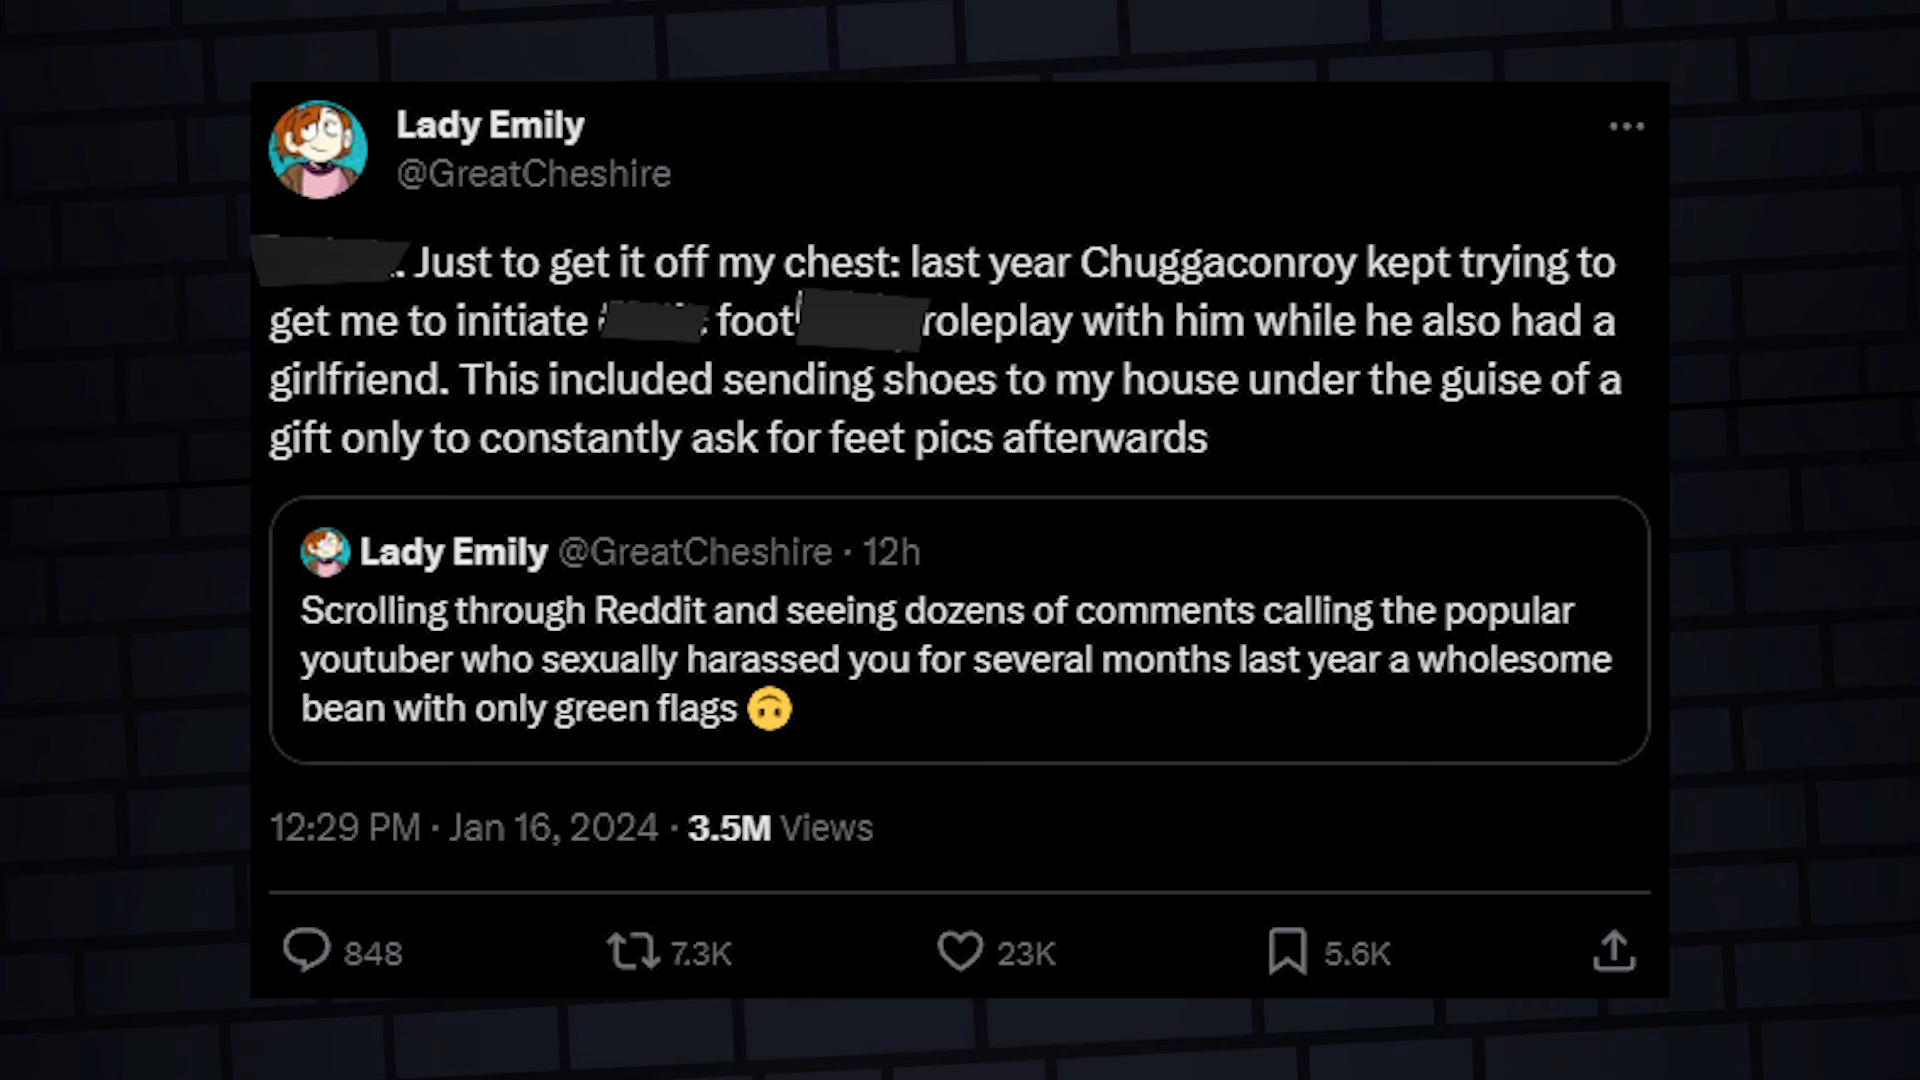 Lady Emily
@GreatCheshire
. Just to get it off my chest: last year Chuggaconroy kept trying to
get me to initiate foot roleplay with him while he also had a
girlfriend. This included sending shoes to my house under the guise of a
gift only to constantly ask for feet pics afterwards
Lady Emily @GreatCheshire · 12h
Scrolling through Reddit and seeing dozens of comments calling the popular
youtuber who sexually harassed you for several months last year a wholesome
bean with only green flags 🙃
12:29 PM · Jan 16, 2024 · 3.5M Views
848 7.3K 23K 5.6K